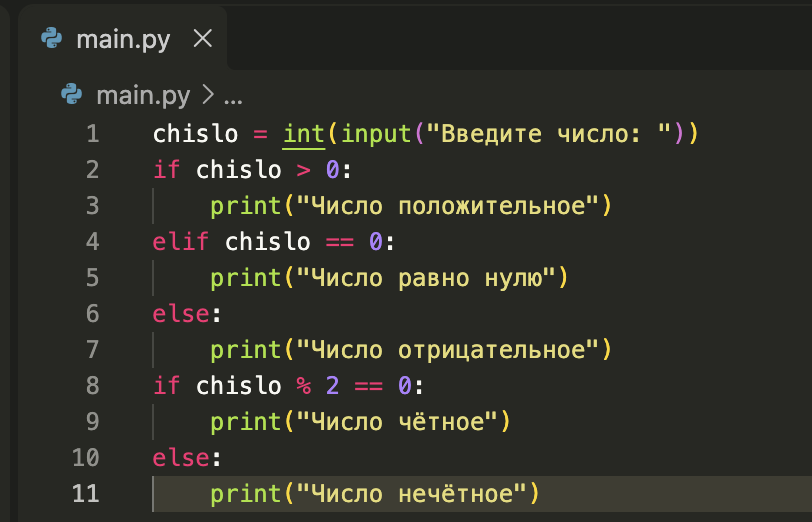 main.py
main.py > ...
1 chislo = int(input("Введите число: "))
2 if chislo > 0:
3     print("Число положительное")
4 elif chislo == 0:
5     print("Число равно нулю")
6 else:
7     print("Число отрицательное")
8 if chislo % 2 == 0:
9     print("Число чётное")
10 else:
11     print("Число нечётное")